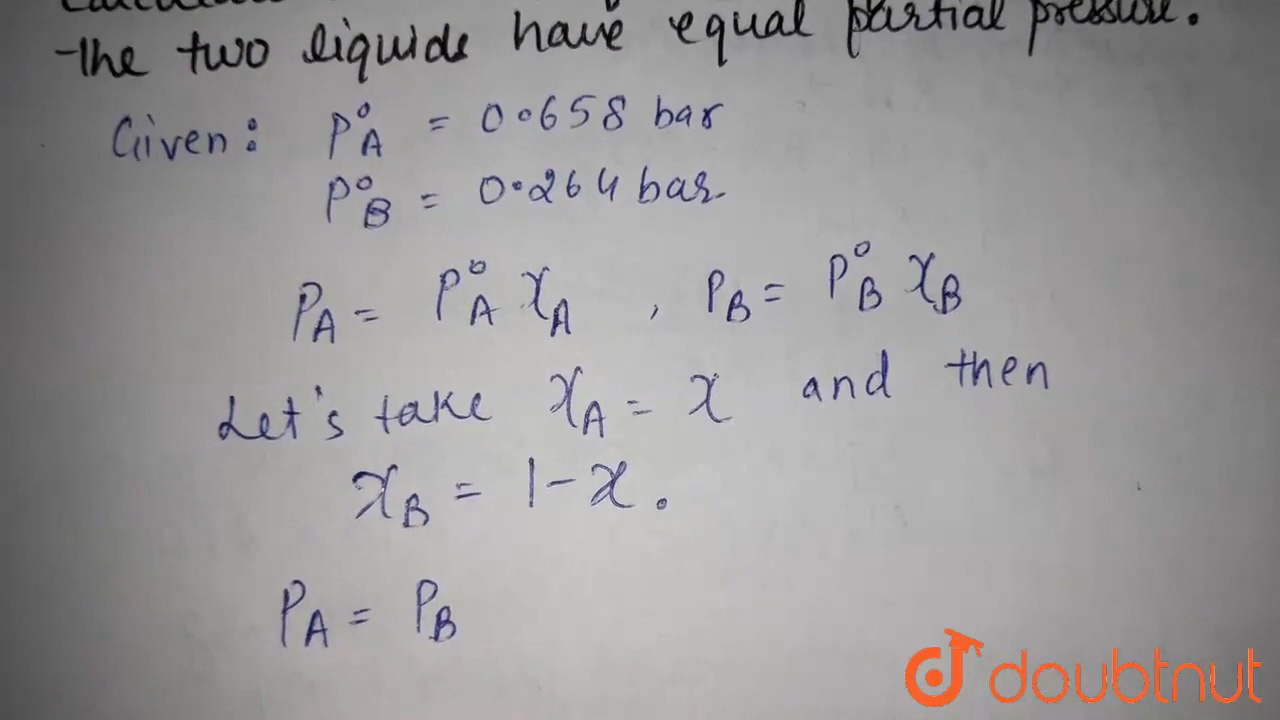 the two liquids have equal partial pressure.
Given: P°A = 0.658 bar
P°B = 0.264 bar
PA = P°A xA , PB = P°B xB
Let's take xA = x and then
xB = 1-x.
PA = PB
doubtnut